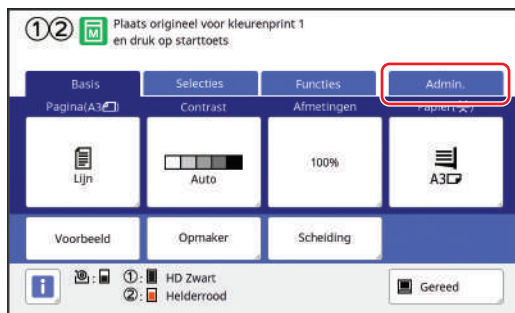 ①② M Plaats origineel voor kleurenprint 1
en druk op starttoets
Basis Selecties Functies Admin.
Pagina(A3) Contrast Afmetingen Papier
Lijn Auto 100% A3
Voorbeeld Opmaker Scheiding
i ①: HD Zwart Gereed
②: Helderrood